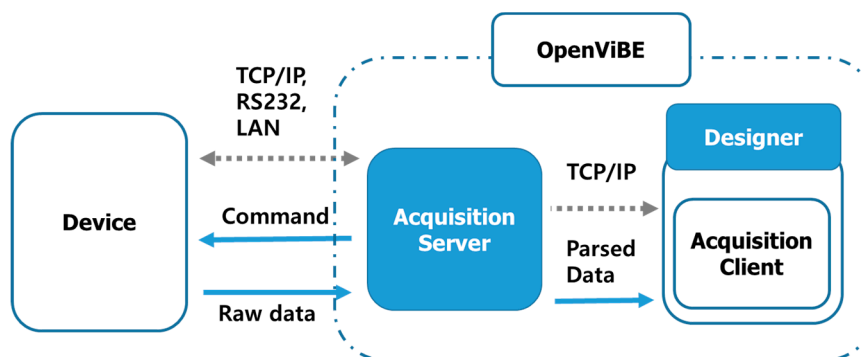 OpenViBE
TCP/IP,
RS232,
LAN
Designer
TCP/IP
Device
Command
Acquisition
Server
Acquisition
Client
Parsed
Data
Raw data